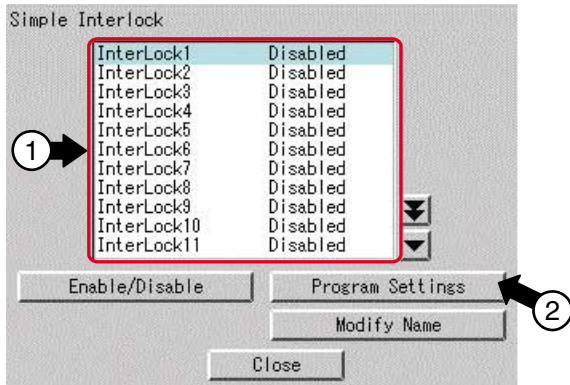 Simple Interlock
InterLock1 Disabled
InterLock2 Disabled
InterLock3 Disabled
InterLock4 Disabled
InterLock5 Disabled
1 InterLock6 Disabled
InterLock7 Disabled
InterLock8 Disabled
InterLock9 Disabled
InterLock10 Disabled
InterLock11 Disabled
Enable/Disable Program Settings
2
Modify Name
Close